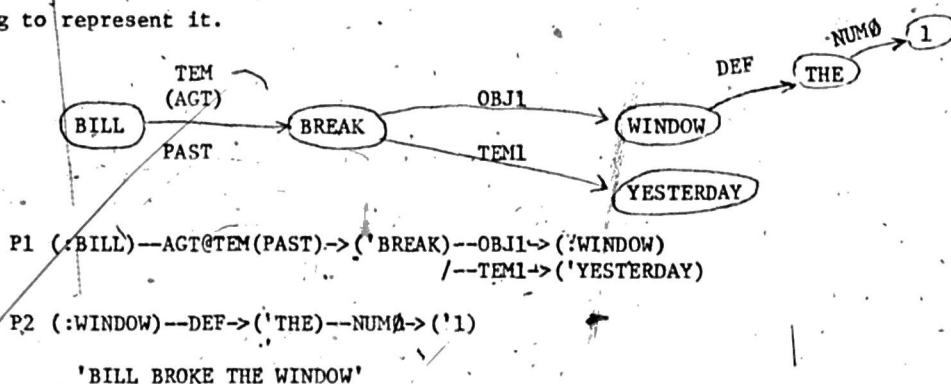 g to represent it.
NUMØ
1
DEF
THE
TEM
(AGT)
OBJ1
BILL
BREAK
WINDOW
PAST
TEM1
YESTERDAY
P1 (:BILL)--AGT@TEM(PAST)->('BREAK)--OBJ1->(:WINDOW)
/--TEM1->('YESTERDAY)
P2 (:WINDOW)--DEF->('THE)--NUMØ->('1)
'BILL BROKE THE WINDOW'